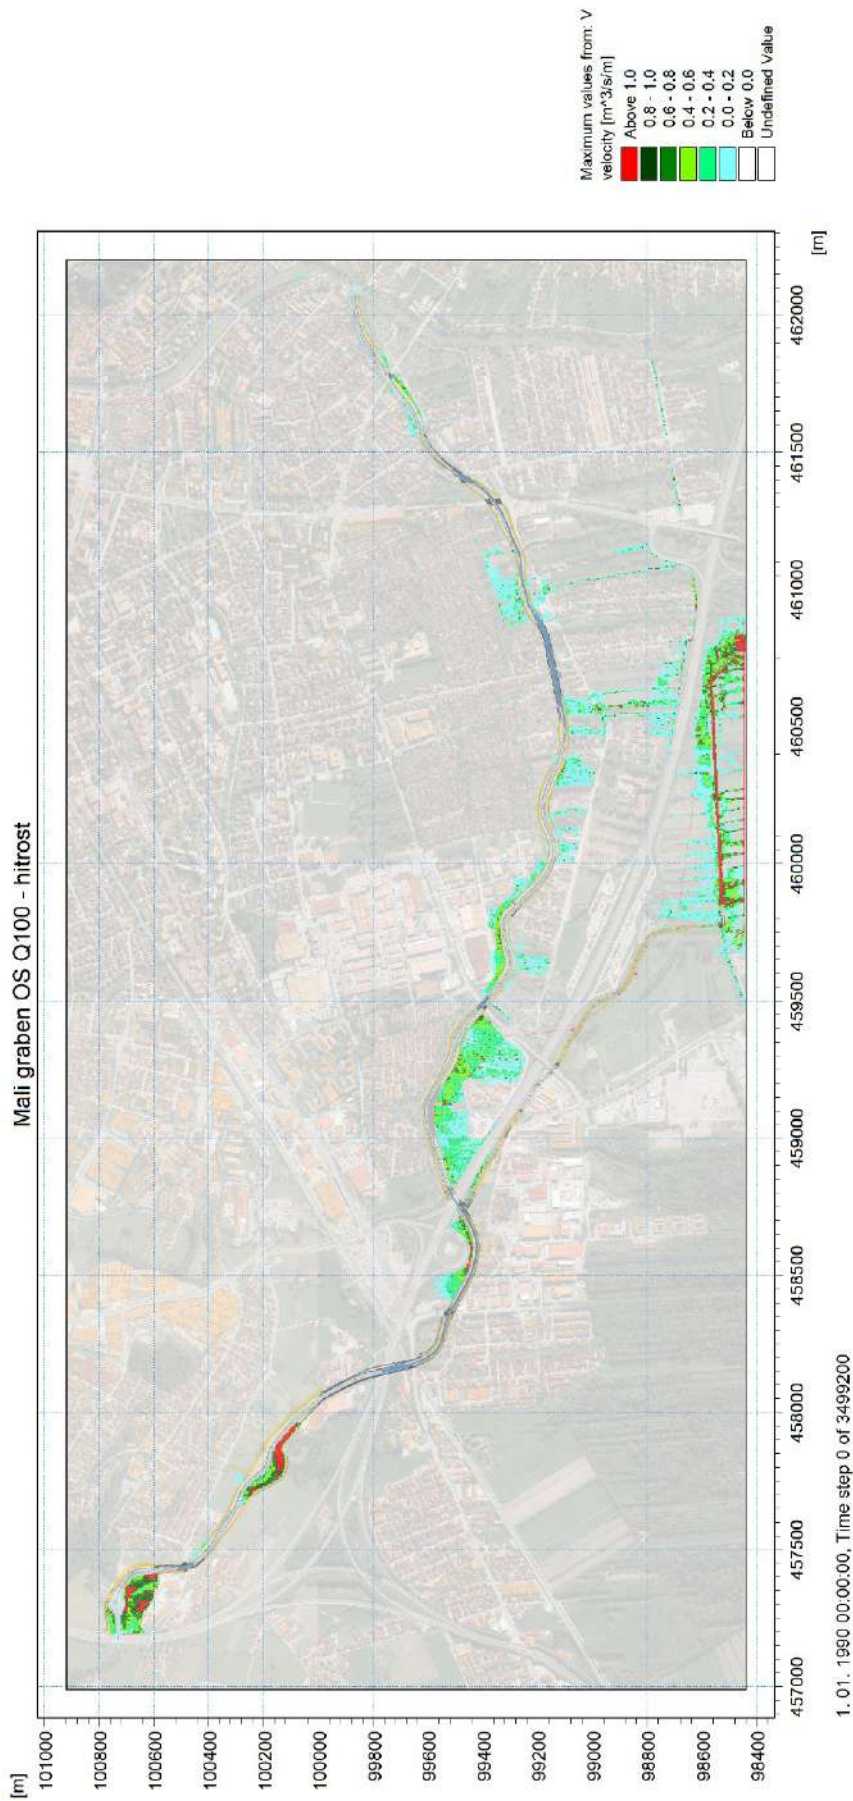 Mali graben OS Q100 - hitrost
[m]
101000
100800
100600
100400
100200
100000
99800
99600
99400
99200
99000
98800
98600
98400
457000
457500
458000
458500
459000
459500
460000
460500
461000
461500
462000
[m]
Maximum values from: V
velocity [m^3/s/m]
Above 1.0
0.8 - 1.0
0.6 - 0.8
0.4 - 0.6
0.2 - 0.4
0.0 - 0.2
Below 0.0
Undefined Value
1. 01. 1990 00:00:00, Time step 0 of 3499200